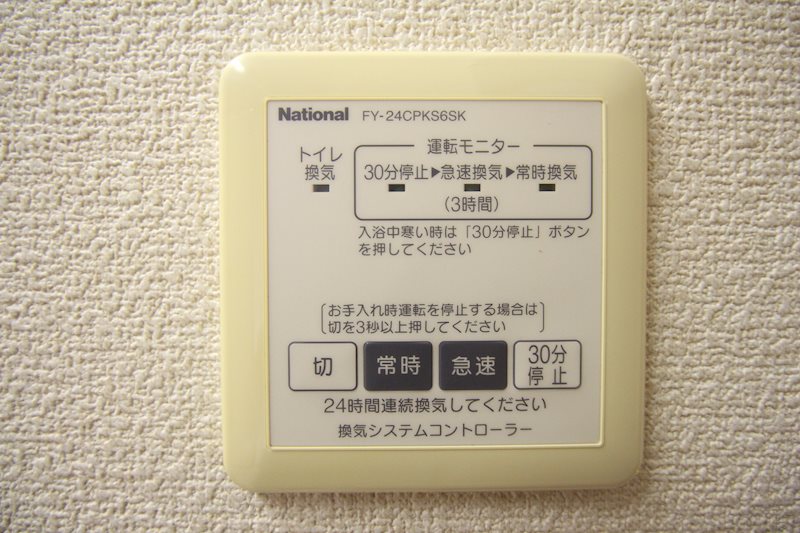 National FY-24CPKS6SK
トイレ
換気
運転モニター
30分停止▶急速換気▶常時換気
(3時間)
入浴中寒い時は「30分停止」ボタン
を押してください
お手入れ時運転を停止する場合は
切を3秒以上押してください
切 常時 急速 30分
停止
24時間連続換気してください
換気システムコントローラー